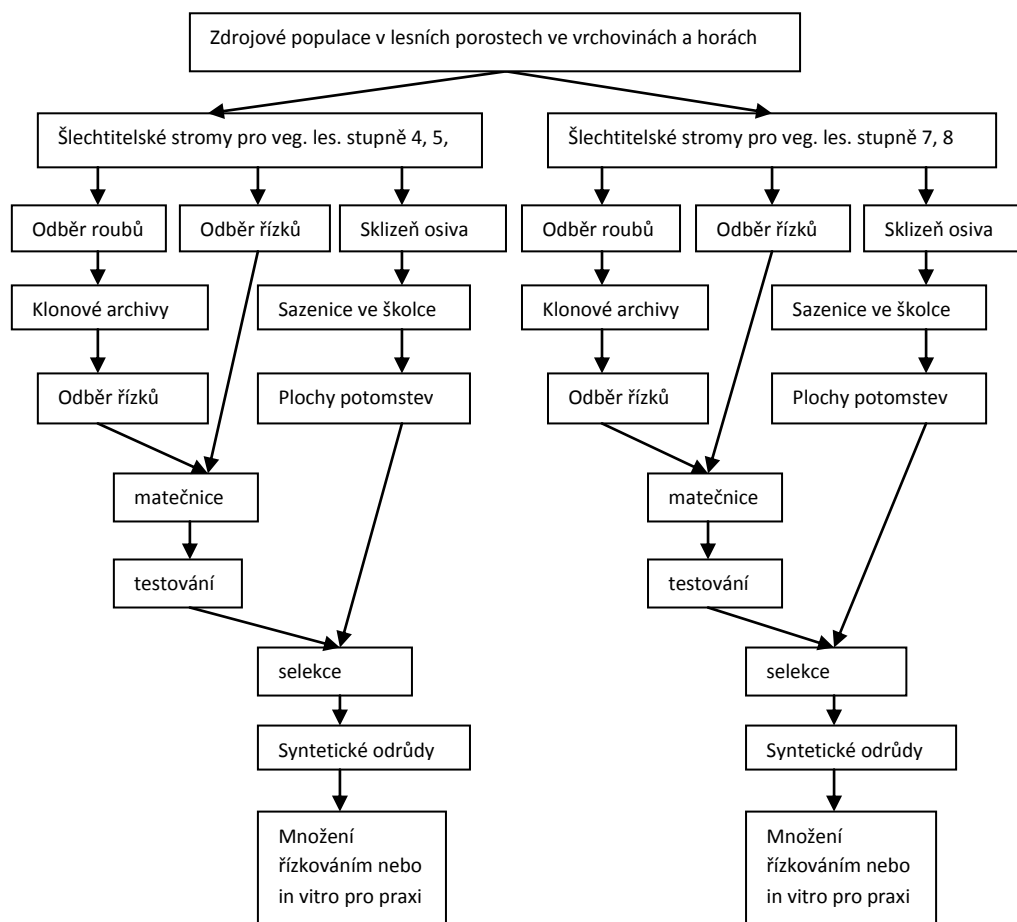 Zdrojové populace v lesních porostech ve vrchovinách a horách
Šlechtitelské stromy pro veg. les. stupně 4, 5,
Šlechtitelské stromy pro veg. les. stupně 7, 8
Odběr roubů
Odběr řízků
Sklizeň osiva
Odběr roubů
Odběr řízků
Sklizeň osiva
Klonové archivy
Sazenice ve školce
Klonové archivy
Sazenice ve školce
Odběr řízků
Plochy potomstev
Odběr řízků
Plochy potomstev
matečnice
matečnice
testování
testování
selekce
selekce
Syntetické odrůdy
Syntetické odrůdy
Množení
řízkováním nebo
in vitro pro praxi
Množení
řízkováním nebo
in vitro pro praxi